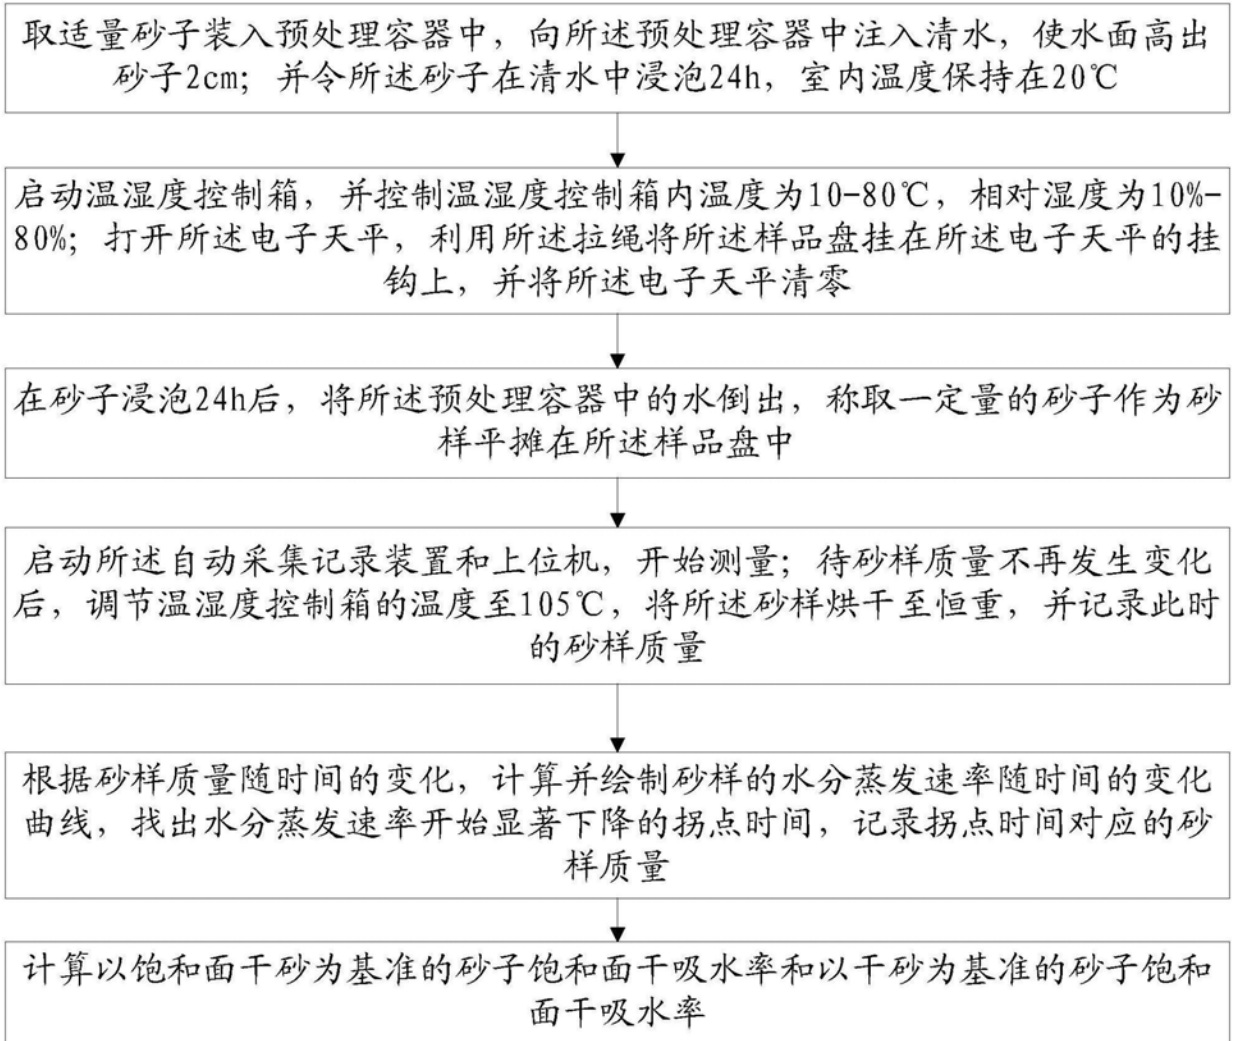 取适量砂子装入预处理容器中，向所述预处理容器中注入清水，使水面高出
砂子2cm；并令所述砂子在清水中浸泡24h，室内温度保持在20℃
启动温湿度控制箱，并控制温湿度控制箱内温度为10-80℃，相对湿度为10%-
80%；打开所述电子天平，利用所述拉绳将所述样品盘挂在所述电子天平的挂
钩上，并将所述电子天平清零
在砂子浸泡24h后，将所述预处理容器中的水倒出，称取一定量的砂子作为砂
样平摊在所述样品盘中
启动所述自动采集记录装置和上位机，开始测量；待砂样质量不再发生变化
后，调节温湿度控制箱的温度至105℃，将所述砂样烘干至恒重，并记录此时
的砂样质量
根据砂样质量随时间的变化，计算并绘制砂样的水分蒸发速率随时间的变化
曲线，找出水分蒸发速率开始显著下降的拐点时间，记录拐点时间对应的砂
样质量
计算以饱和面干砂为基准的砂子饱和面干吸水率和以干砂为基准的砂子饱和
面干吸水率